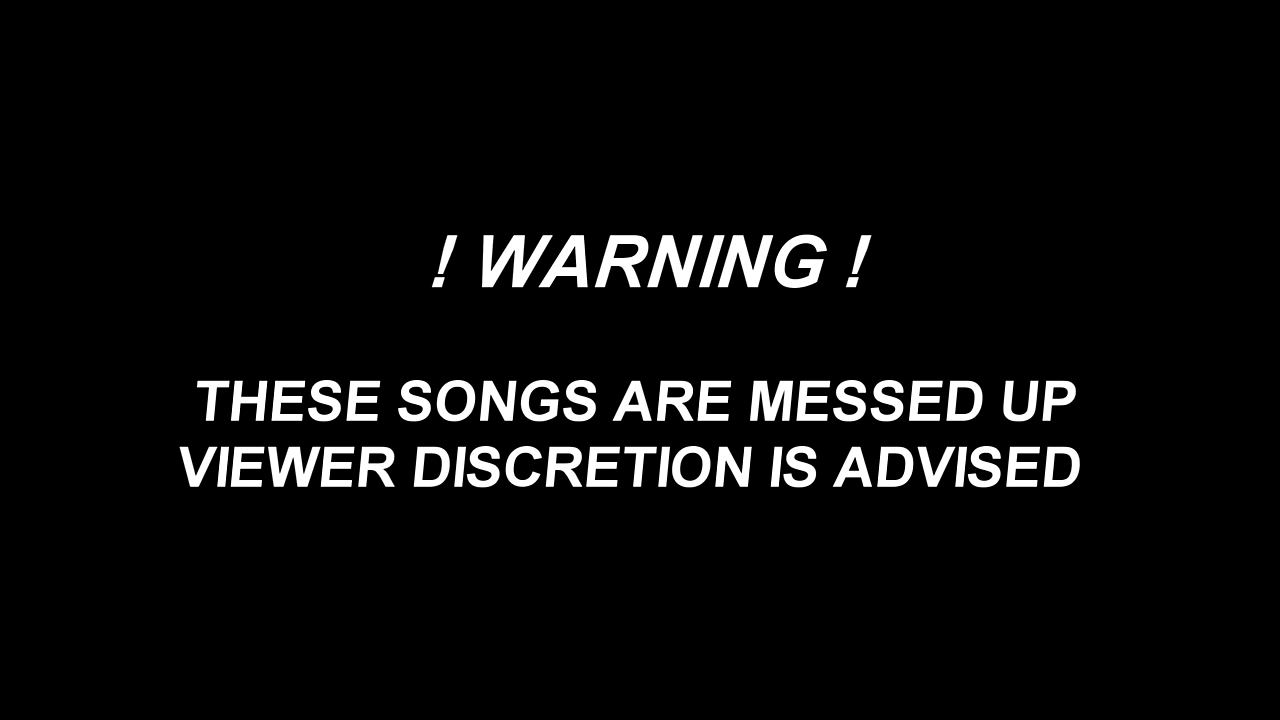 ! WARNING !
THESE SONGS ARE MESSED UP
VIEWER DISCRETION IS ADVISED